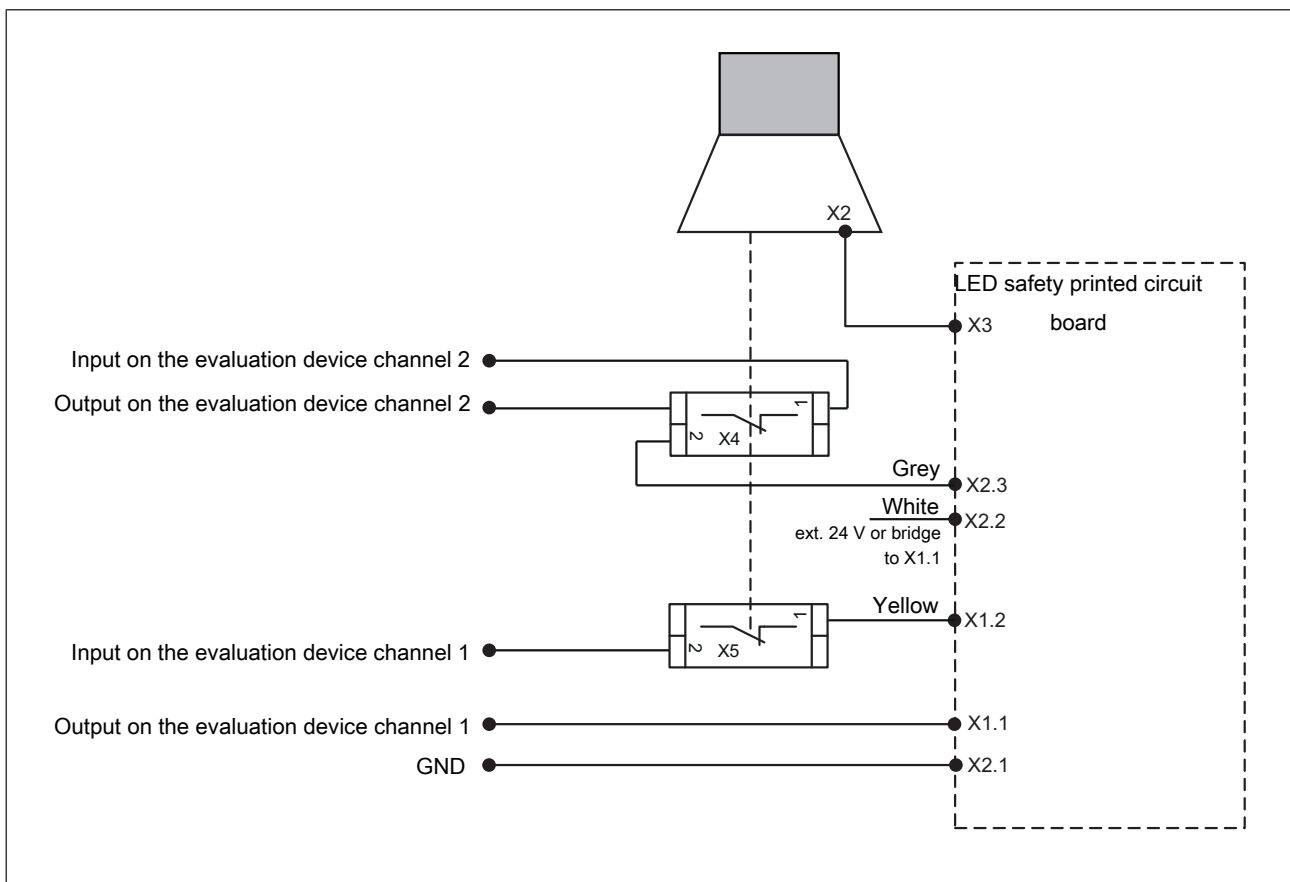 X2
LED safety printed circuit
board
X3
Input on the evaluation device channel 2
Output on the evaluation device channel 2
1
2
X4
Grey
X2.3
White
X2.2
ext. 24 V or bridge
to X1.1
Yellow
X1.2
1
2
X5
Input on the evaluation device channel 1
Output on the evaluation device channel 1
X1.1
GND
X2.1